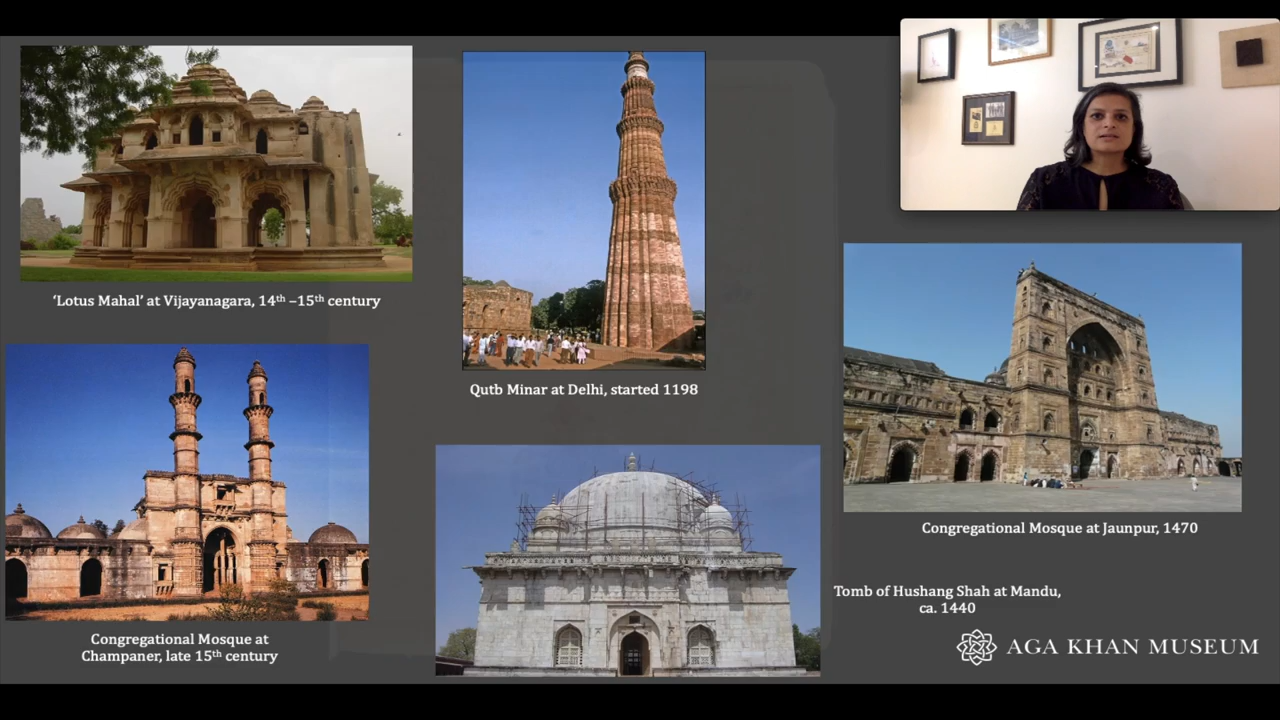 ‘Lotus Mahal’ at Vijayanagara, 14th –15th century
Qutb Minar at Delhi, started 1198
Congregational Mosque at Jaunpur, 1470
Tomb of Hushang Shah at Mandu,
ca. 1440
Congregational Mosque at
Champaner, late 15th century
AGA KHAN MUSEUM